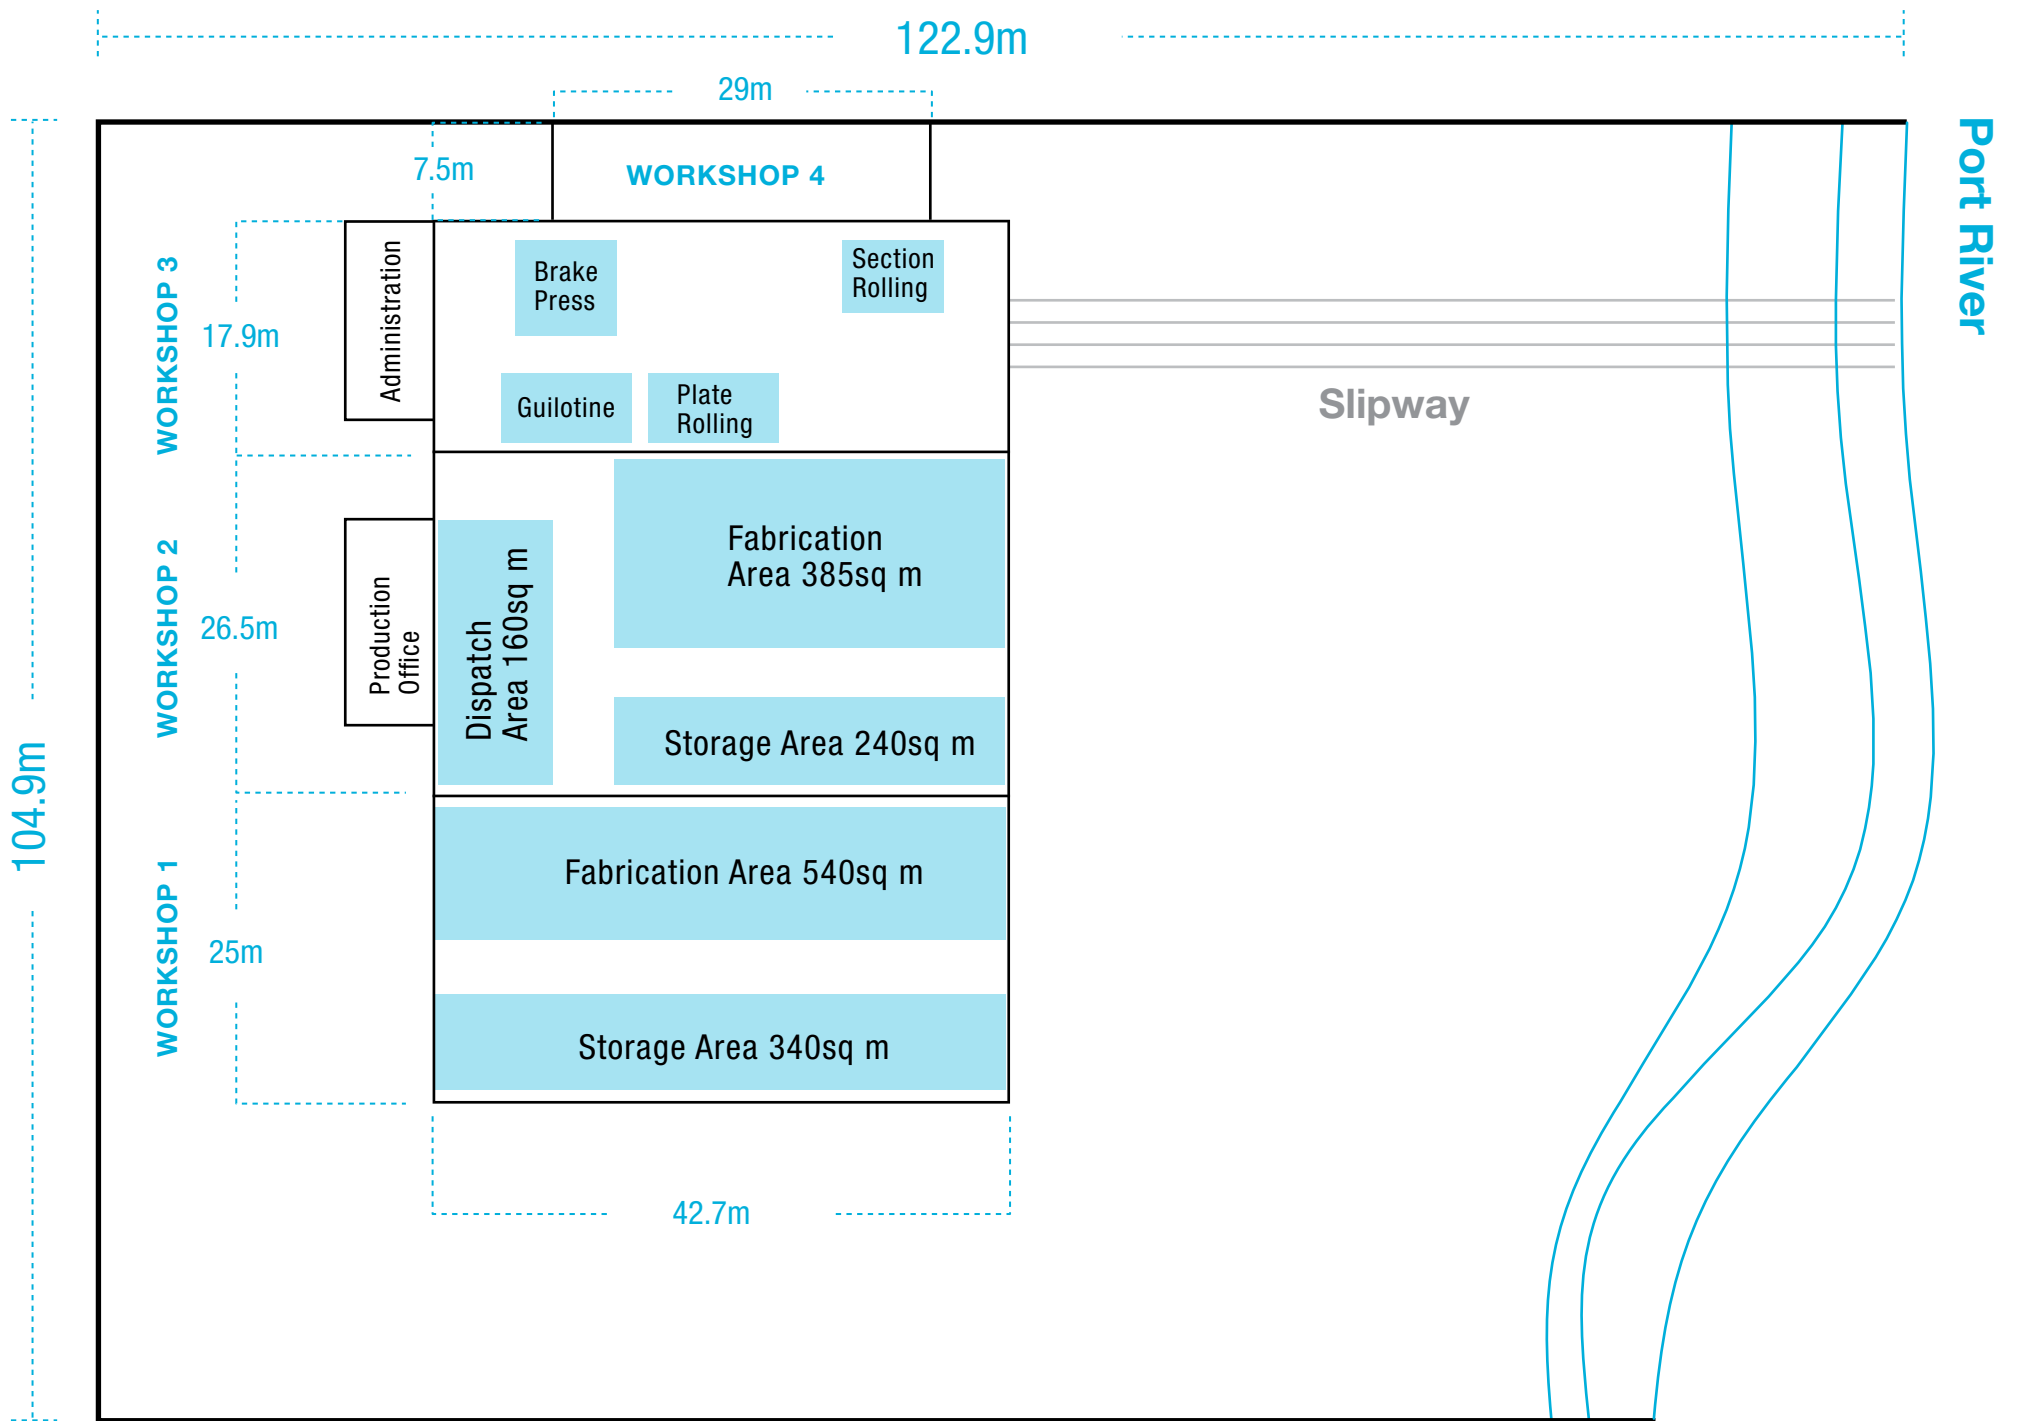 122.9m
29m
7.5m
WORKSHOP 4
Port River
WORKSHOP 3
17.9m
Administration
Brake
Press
Section
Rolling
Guilotine
Plate
Rolling
Slipway
WORKSHOP 2
26.5m
Production
Office
Dispatch
Area 160sq m
Fabrication
Area 385sq m
Storage Area 240sq m
104.9m
WORKSHOP 1
25m
Fabrication Area 540sq m
Storage Area 340sq m
42.7m